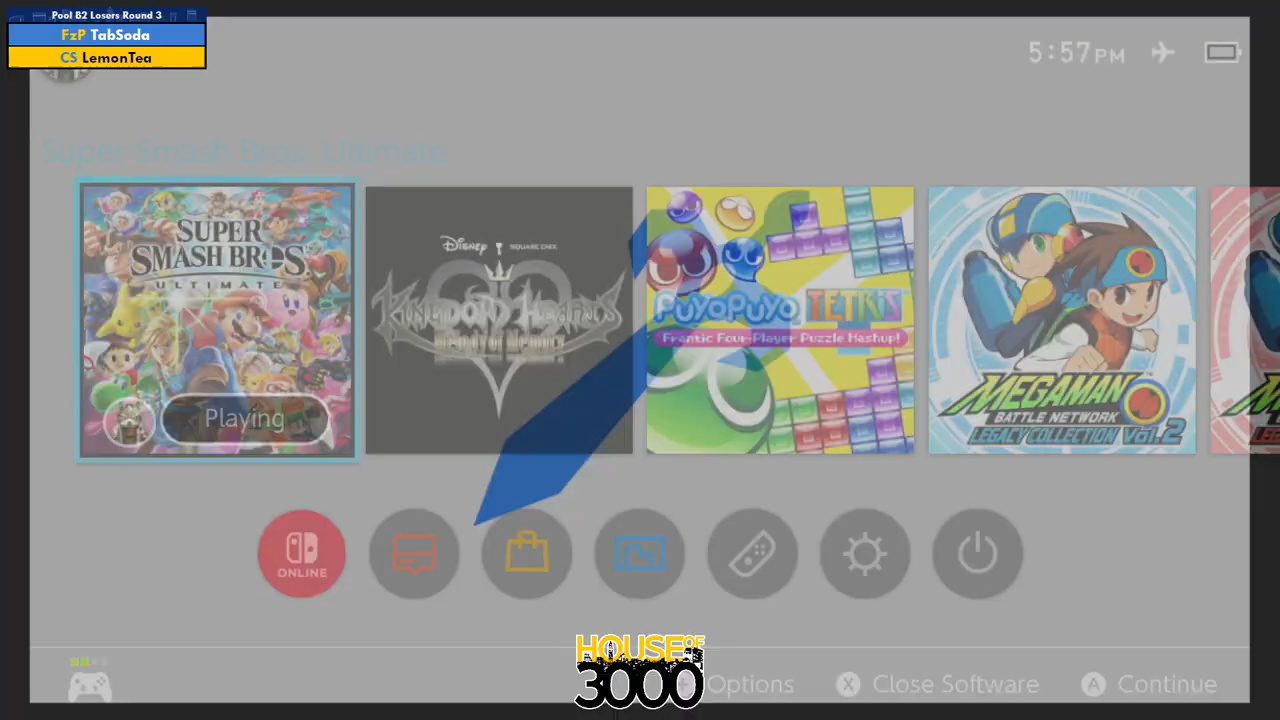 Pool B2 Losers Round 3
FzP TabSoda
CS LemonTea
5:57PM
Super Smash Bros. Ultimate
SUPER
SMASH BROS.
ULTIMATE
Playing
Disney SQUARE ENIX
KINGDOM HEARTS
MELODY OF MEMORY
PUYOPUYO TETRIS
Frantic Four-Player Puzzle Mashup!
MEGAMAN
BATTLE NETWORK
LEGACY COLLECTION Vol.2
ONLINE
HOUSE OF
3000
Options
X Close Software
A Continue